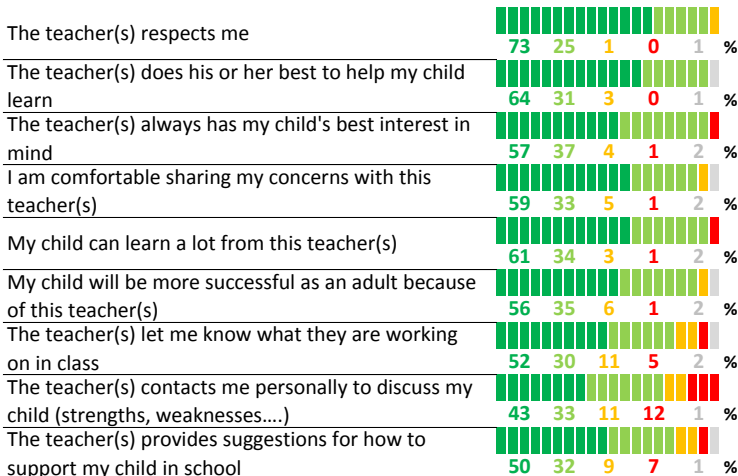 The teacher(s) respects me
73 25 1 0 1 %
The teacher(s) does his or her best to help my child
learn
64 31 3 0 1 %
The teacher(s) always has my child's best interest in
mind
57 37 4 1 2 %
I am comfortable sharing my concerns with this
teacher(s)
59 33 5 1 2 %
My child can learn a lot from this teacher(s)
61 34 3 1 2 %
My child will be more successful as an adult because
of this teacher(s)
56 35 6 1 2 %
The teacher(s) let me know what they are working
on in class
52 30 11 5 2 %
The teacher(s) contacts me personally to discuss my
child (strengths, weaknesses....)
43 33 11 12 1 %
The teacher(s) provides suggestions for how to
support my child in school
50 32 9 7 1 %